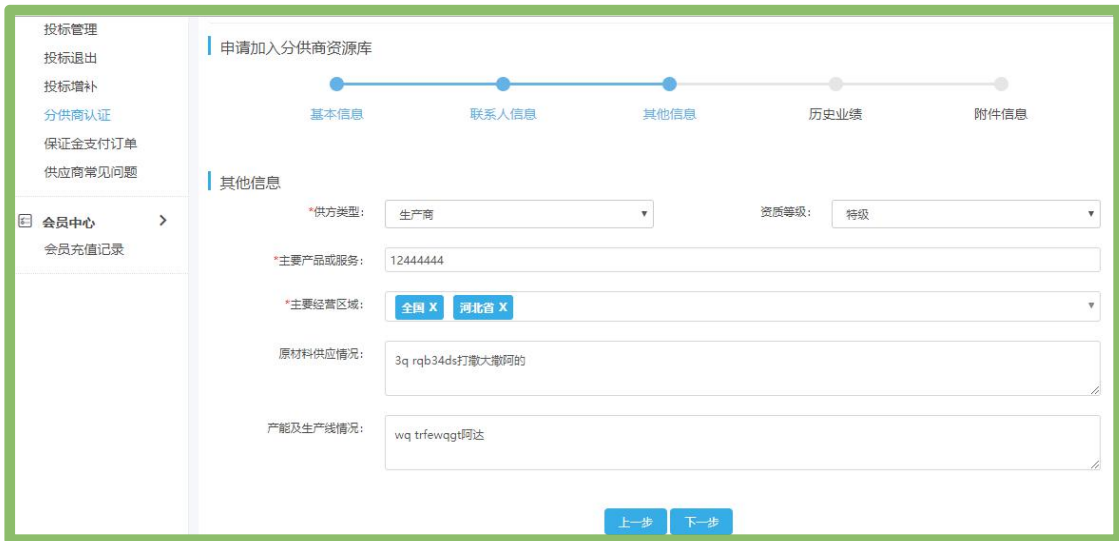 投标管理
投标退出
投标增补
分供商认证
保证金支付订单
供应商常见问题
会员中心 >
会员充值记录
申请加入分供商资源库
基本信息 联系人信息 其他信息 历史业绩 附件信息
其他信息
*供方类型： 生产商 资质等级： 特级
*主要产品或服务： 12444444
*主要经营区域： 全国 X 河北省 X
原材料供应情况： 3q rqb34ds打撒大撒阿的
产能及生产线情况： wq trfewqgt阿达
上一步 下一步